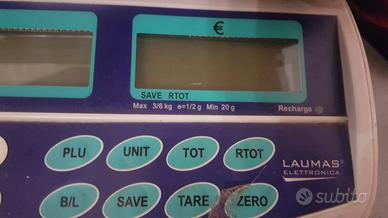 €
SAVE RTOT
Max 3/6 kg e=1/2 g Min 20 g
Recharge
PLU UNIT TOT RTOT
LAUMAS®
ELETTRONICA
B/L SAVE TARE ZERO
subito